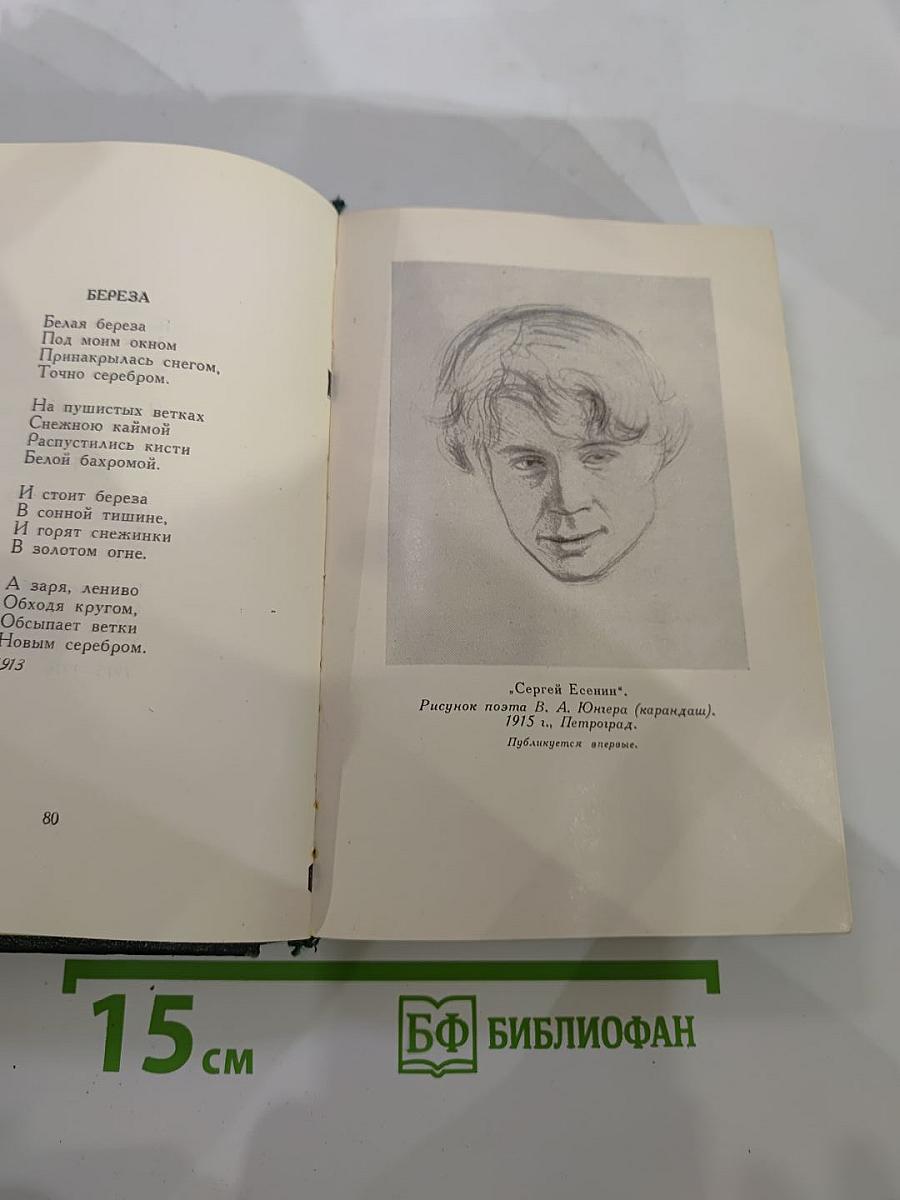 БЕРЕЗА
Белая береза
Под моим окном
Принакрылась снегом,
Точно серебром.
На пушистых ветках
Снежною каймой
Распустились кисти
Белой бахромой.
И стоит береза
В сонной тишине,
И горят снежинки
В золотом огне.
А заря, лениво
Обходя кругом,
Обсыпает ветки
Новым серебром.
1913
80
„Сергей Есенин“.
Рисунок поэта В. А. Юнгера (карандаш).
1915 г., Петроград.
Публикуется впервые.
15 см
БФ БИБЛИОФАН